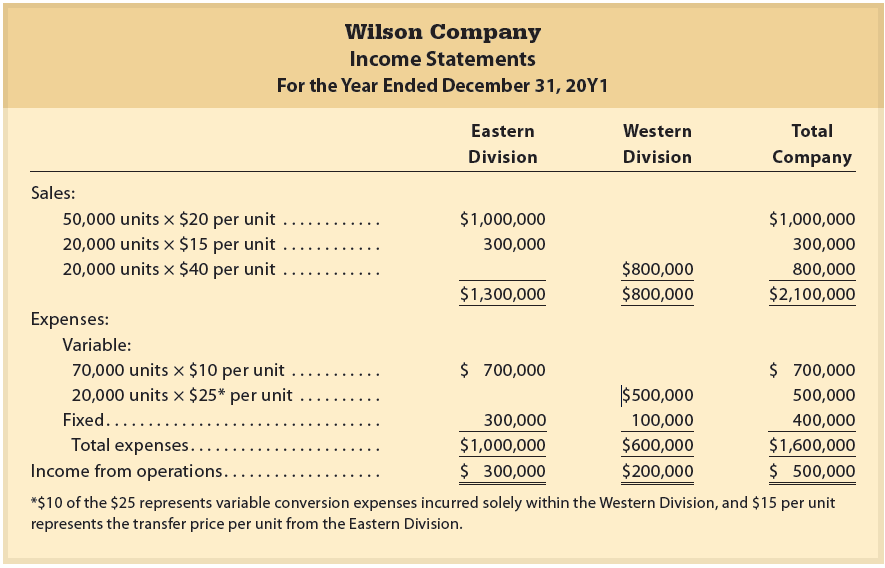 Wilson Company
Income Statements
For the Year Ended December 31, 20Y1
Eastern Division Western Division Total Company
Sales:
50,000 units × $20 per unit ............ $1,000,000 $1,000,000
20,000 units × $15 per unit ............ 300,000 300,000
20,000 units × $40 per unit ............ $800,000 800,000
$1,300,000 $800,000 $2,100,000
Expenses:
Variable:
70,000 units × $10 per unit ........... $ 700,000 $ 700,000
20,000 units × $25* per unit .......... $500,000 500,000
Fixed.................................. 300,000 100,000 400,000
Total expenses....................... $1,000,000 $600,000 $1,600,000
Income from operations................... $ 300,000 $200,000 $ 500,000
*$10 of the $25 represents variable conversion expenses incurred solely within the Western Division, and $15 per unit
represents the transfer price per unit from the Eastern Division.